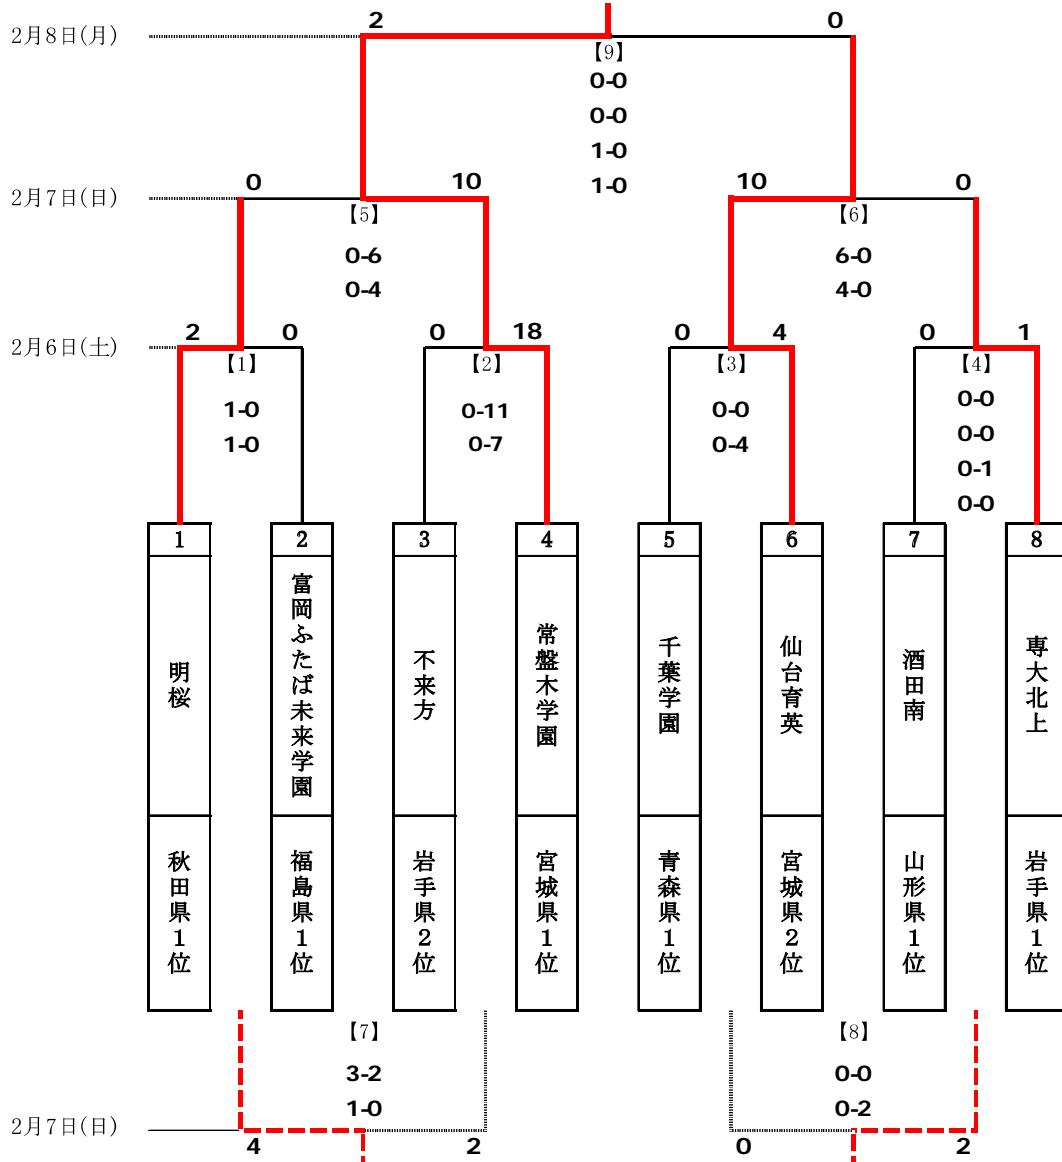 2月8日(月) 2 0
【9】
0-0
0-0
1-0
1-0
2月7日(日) 0 10 10 0
【5】 【6】
0-6 6-0
0-4 4-0
2月6日(土) 2 0 0 18 0 4 0 1
【1】 【2】 【3】 【4】
1-0 0-11 0-0 0-0
1-0 0-7 0-4 0-0
0-1
0-0
1 2 3 4 5 6 7 8
明桜
富岡ふたば未来学園
不来方
常盤木学園
千葉学園
仙台育英
酒田南
専大北上
秋田県1位
福島県1位
岩手県2位
宮城県1位
青森県1位
宮城県2位
山形県1位
岩手県1位
【7】 【8】
3-2 0-0
1-0 0-2
2月7日(日) 4 2 0 2